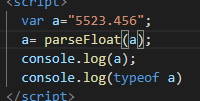 <script>
var a="5523.456";
a= parseFloat(a);
console.log(a);
console.log(typeof a)
</script>